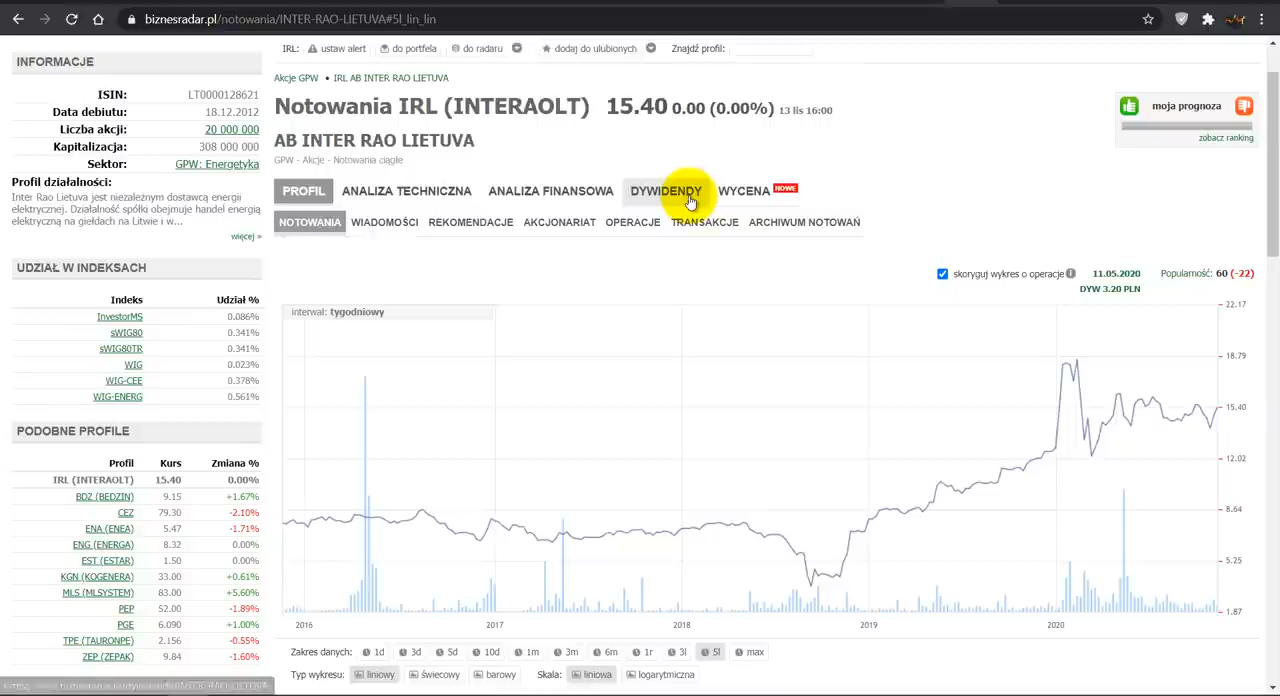 biznesradar.pl/notowania/INTER-RAO-LIETUVA#5l_lin_lin
IRL: ustaw alert do portfela do radaru dodaj do ulubionych Znajdź profil:
INFORMACJE
ISIN: LT0000128621
Data debiutu: 18.12.2012
Liczba akcji: 20 000 000
Kapitalizacja: 308 000 000
Sektor: GPW: Energetyka
Profil działalności:
Inter Rao Lietuva jest niezależnym dostawcą energii
elektrycznej. Działalność spółki obejmuje handel energią
elektryczną na giełdach na Litwie i w...
więcej »
UDZIAŁ W INDEKSACH
Indeks Udział %
InvestorMS 0.086%
sWIG80 0.341%
sWIG80TR 0.341%
WIG 0.023%
WIG-CEE 0.378%
WIG-ENERG 0.561%
PODOBNE PROFILE
Profil Kurs Zmiana %
IRL (INTERAOLT) 15.40 0.00%
BDZ (BEDZIN) 9.15 +1.67%
CEZ 79.30 -2.10%
ENA (ENEA) 5.47 -1.71%
ENG (ENERGA) 8.32 0.00%
EST (ESTAR) 1.50 0.00%
KGN (KOGENERA) 33.00 +0.61%
MLS (MLSYSTEM) 83.00 +5.60%
PEP 52.00 -1.89%
PGE 6.090 +1.00%
TPE (TAURONPE) 2.156 -0.55%
ZEP (ZEPAK) 9.84 -1.60%
Akcje GPW • IRL AB INTER RAO LIETUVA
Notowania IRL (INTERAOLT) 15.40 0.00 (0.00%) 13 lis 16:00
AB INTER RAO LIETUVA
GPW - Akcje - Notowania ciągłe
moja prognoza
zobacz ranking
PROFIL ANALIZA TECHNICZNA ANALIZA FINANSOWA DYWIDENDY WYCENA NOWE
NOTOWANIA WIADOMOŚCI REKOMENDACJE AKCJONARIAT OPERACJE TRANSAKCJE ARCHIWUM NOTOWAŃ
skoryguj wykres o operacje 11.05.2020 Popularność: 60 (-22)
DYW 3.20 PLN
interwał: tygodniowy
22.17
18.79
15.40
12.02
8.64
5.25
1.87
2016 2017 2018 2019 2020
Zakres danych: 1d 3d 5d 10d 1m 3m 6m 1r 3l 5l max
Typ wykresu: liniowy świecowy barowy Skala: liniowa logarytmiczna